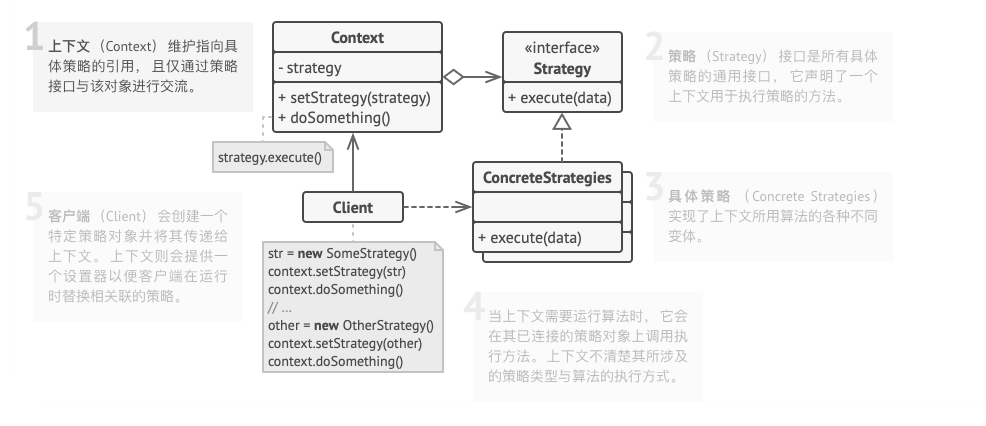 1
上下文（Context） 维护指向具
体策略的引用， 且仅通过策略
接口与该对象进行交流。
Context
- strategy
+ setStrategy(strategy)
+ doSomething()
strategy.execute()
«interface»
Strategy
+ execute(data)
2
策略 （Strategy） 接口是所有具体
策略的通用接口， 它声明了一个
上下文用于执行策略的方法。
ConcreteStrategies
+ execute(data)
3
具体策略 （Concrete Strategies）
实现了上下文所用算法的各种不同
变体。
5
客户端（Client） 会创建一个
特定策略对象并将其传递给
上下文。 上下文则会提供一
个设置器以便客户端在运行
时替换相关联的策略。
Client
str = new SomeStrategy()
context.setStrategy(str)
context.doSomething()
// ...
other = new OtherStrategy()
context.setStrategy(other)
context.doSomething()
4
当上下文需要运行算法时， 它会
在其已连接的策略对象上调用执
行方法。 上下文不清楚其所涉及
的策略类型与算法的执行方式。